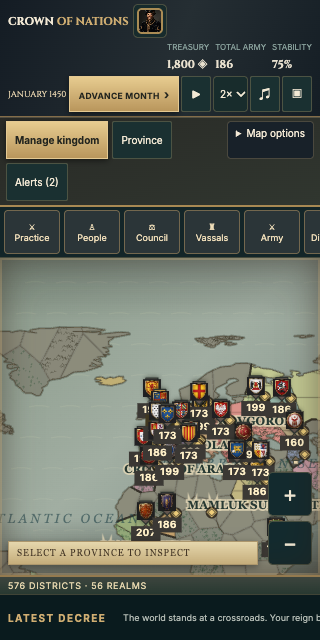 CROWN OF NATIONS
TREASURY TOTAL ARMY STABILITY
1,800 186 75%
JANUARY 1450 ADVANCE MONTH › 2×
Manage kingdom Province Map options
Alerts (2)
Practice People Council Vassals Army Di
199 186
173
173 173
160
186 173
199 173 173
186
186
MAMLUK SU
ATLANTIC OCEAN
207
+
−
SELECT A PROVINCE TO INSPECT
576 DISTRICTS · 56 REALMS
LATEST DECREE The world stands at a crossroads. Your reign b